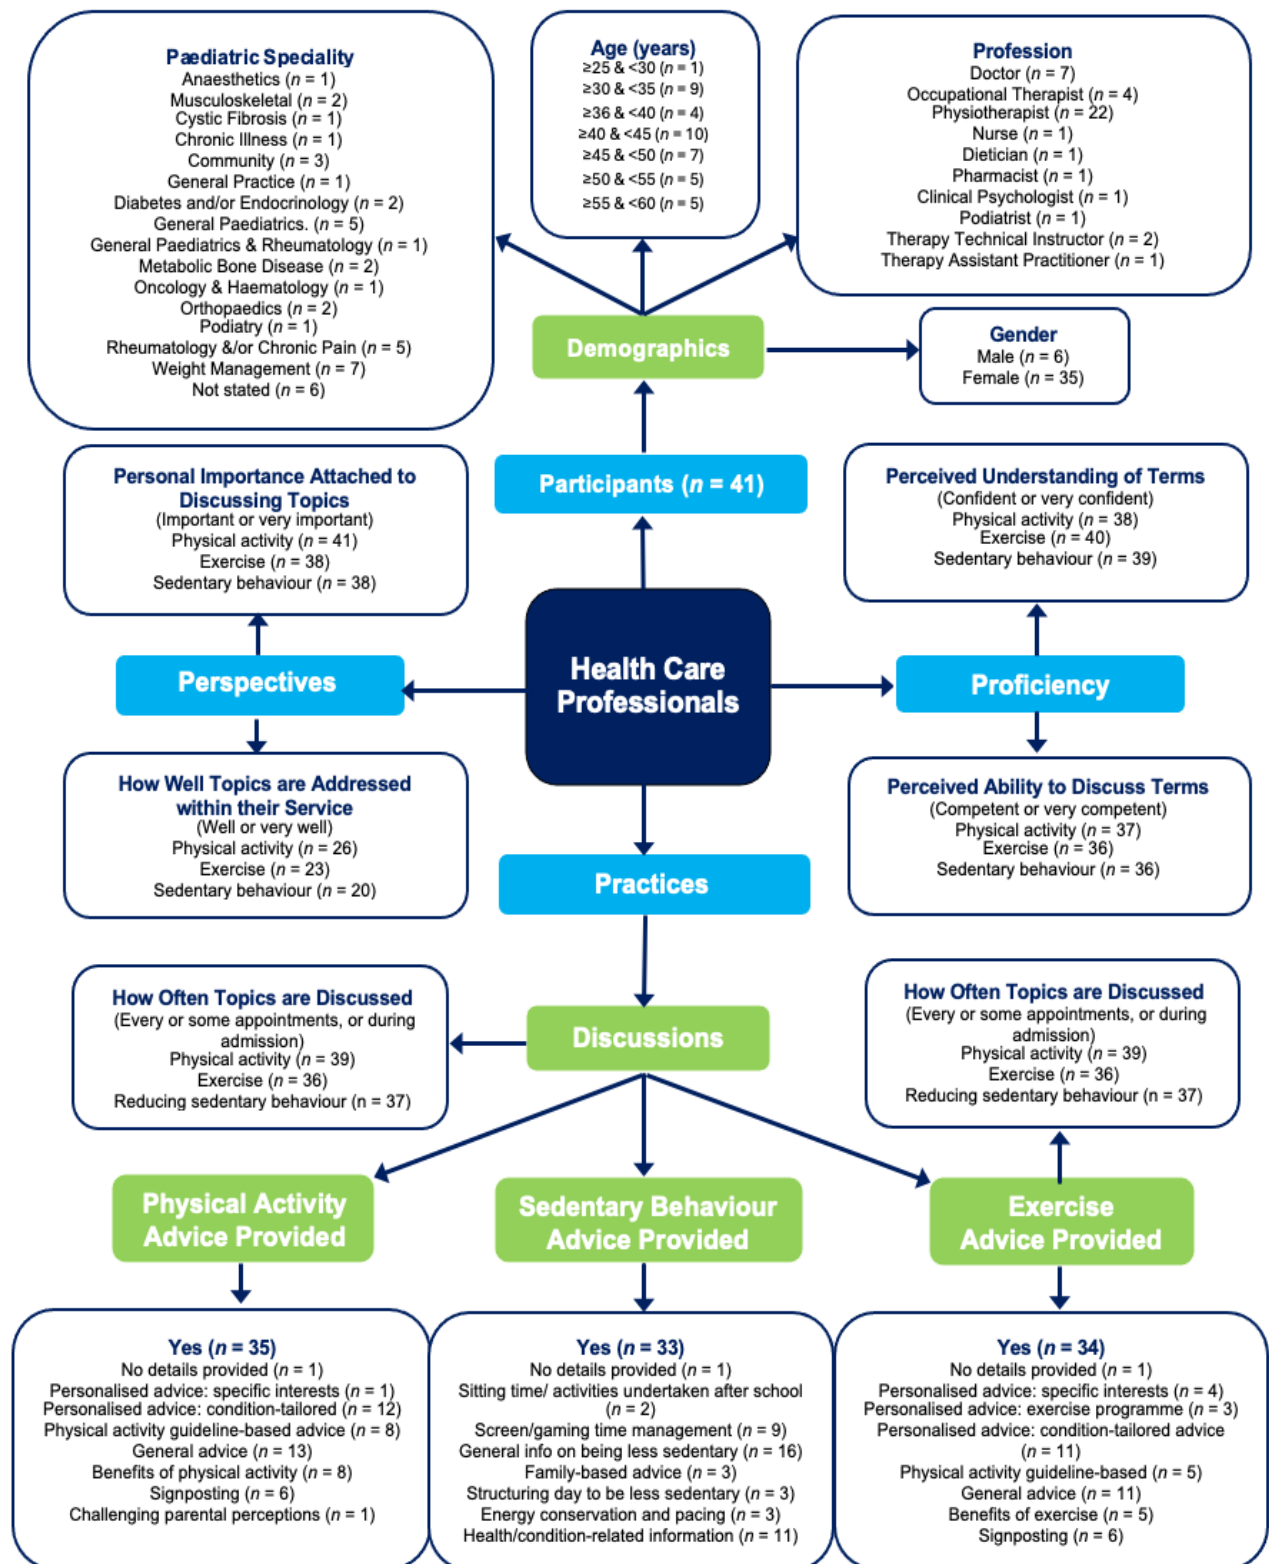 Paediatric Speciality
Anaesthetics (n = 1)
Musculoskeletal (n = 2)
Cystic Fibrosis (n = 1)
Chronic Illness (n = 1)
Community (n = 3)
General Practice (n = 1)
Diabetes and/or Endocrinology (n = 2)
General Paediatrics. (n = 5)
General Paediatrics & Rheumatology (n = 1)
Metabolic Bone Disease (n = 2)
Oncology & Haematology (n = 1)
Orthopaedics (n = 2)
Podiatry (n = 1)
Rheumatology &/or Chronic Pain (n = 5)
Weight Management (n = 7)
Not stated (n = 6)
Age (years)
≥25 & <30 (n = 1)
≥30 & <35 (n = 9)
≥36 & <40 (n = 4)
≥40 & <45 (n = 10)
≥45 & <50 (n = 7)
≥50 & <55 (n = 5)
≥55 & <60 (n = 5)
Profession
Doctor (n = 7)
Occupational Therapist (n = 4)
Physiotherapist (n = 22)
Nurse (n = 1)
Dietician (n = 1)
Pharmacist (n = 1)
Clinical Psychologist (n = 1)
Podiatrist (n = 1)
Therapy Technical Instructor (n = 2)
Therapy Assistant Practitioner (n = 1)
Demographics
Gender
Male (n = 6)
Female (n = 35)
Personal Importance Attached to
Discussing Topics
(Important or very important)
Physical activity (n = 41)
Exercise (n = 38)
Sedentary behaviour (n = 38)
Participants (n = 41)
Perceived Understanding of Terms
(Confident or very confident)
Physical activity (n = 38)
Exercise (n = 40)
Sedentary behaviour (n = 39)
Perspectives
Health Care
Professionals
Proficiency
How Well Topics are Addressed
within their Service
(Well or very well)
Physical activity (n = 26)
Exercise (n = 23)
Sedentary behaviour (n = 20)
Practices
Perceived Ability to Discuss Terms
(Competent or very competent)
Physical activity (n = 37)
Exercise (n = 36)
Sedentary behaviour (n = 36)
How Often Topics are Discussed
(Every or some appointments, or during
admission)
Physical activity (n = 39)
Exercise (n = 36)
Reducing sedentary behaviour (n = 37)
Discussions
How Often Topics are Discussed
(Every or some appointments, or during
admission)
Physical activity (n = 39)
Exercise (n = 36)
Reducing sedentary behaviour (n = 37)
Physical Activity
Advice Provided
Sedentary Behaviour
Advice Provided
Exercise
Advice Provided
Yes (n = 35)
No details provided (n = 1)
Personalised advice: specific interests (n = 1)
Personalised advice: condition-tailored (n = 12)
Physical activity guideline-based advice (n = 8)
General advice (n = 13)
Benefits of physical activity (n = 8)
Signposting (n = 6)
Challenging parental perceptions (n = 1)
Yes (n = 33)
No details provided (n = 1)
Sitting time/ activities undertaken after school
(n = 2)
Screen/gaming time management (n = 9)
General info on being less sedentary (n = 16)
Family-based advice (n = 3)
Structuring day to be less sedentary (n = 3)
Energy conservation and pacing (n = 3)
Health/condition-related information (n = 11)
Yes (n = 34)
No details provided (n = 1)
Personalised advice: specific interests (n = 4)
Personalised advice: exercise programme (n = 3)
Personalised advice: condition-tailored advice
(n = 11)
Physical activity guideline-based (n = 5)
General advice (n = 11)
Benefits of exercise (n = 5)
Signposting (n = 6)